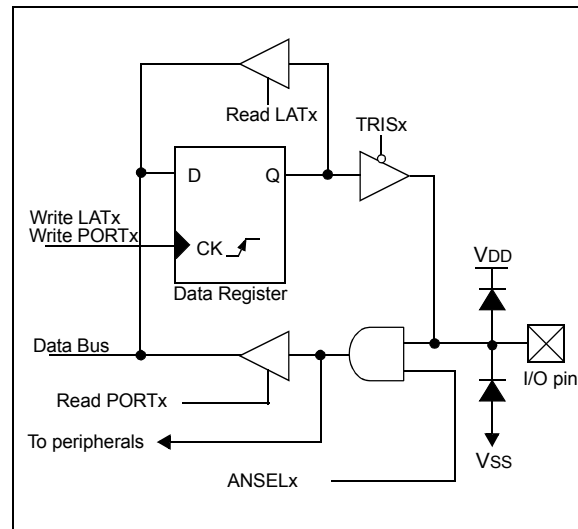 Read LATx
TRISx
D
Q
Write LATx
Write PORTx
CK
Data Register
VDD
Data Bus
I/O pin
Read PORTx
To peripherals
VSS
ANSELx